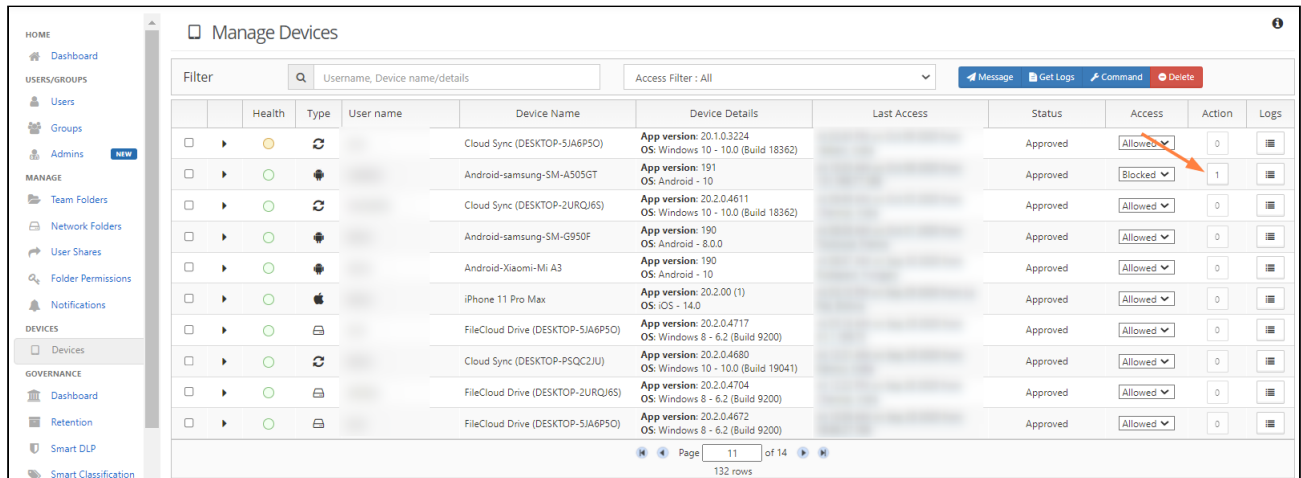 HOME
Dashboard
USERS/GROUPS
Users
Groups
Admins NEW
MANAGE
Team Folders
Network Folders
User Shares
Folder Permissions
Notifications
DEVICES
Devices
GOVERNANCE
Dashboard
Retention
Smart DLP
Smart Classification
Manage Devices
Filter Username, Device name/details Access Filter : All Message Get Logs Command Delete
Health Type User name Device Name Device Details Last Access Status Access Action Logs
Cloud Sync (DESKTOP-5JA6P5O) App version: 20.1.0.3224 Approved Allowed 0
OS: Windows 10 - 10.0 (Build 18362)
Android-samsung-SM-A505GT App version: 191 Approved Blocked 1
OS: Android - 10
Cloud Sync (DESKTOP-2URQJ6S) App version: 20.2.0.4611 Approved Allowed 0
OS: Windows 10 - 10.0 (Build 18362)
Android-samsung-SM-G950F App version: 190 Approved Allowed 0
OS: Android - 8.0.0
Android-Xiaomi-Mi A3 App version: 190 Approved Allowed 0
OS: Android - 10
iPhone 11 Pro Max App version: 20.2.00 (1) Approved Allowed 0
OS: iOS - 14.0
FileCloud Drive (DESKTOP-5JA6P5O) App version: 20.2.0.4717 Approved Allowed 0
OS: Windows 8 - 6.2 (Build 9200)
Cloud Sync (DESKTOP-PSQC2JU) App version: 20.2.0.4680 Approved Allowed 0
OS: Windows 10 - 10.0 (Build 19041)
FileCloud Drive (DESKTOP-2URQJ6S) App version: 20.2.0.4704 Approved Allowed 0
OS: Windows 8 - 6.2 (Build 9200)
FileCloud Drive (DESKTOP-5JA6P5O) App version: 20.2.0.4672 Approved Allowed 0
OS: Windows 8 - 6.2 (Build 9200)
Page 11 of 14
132 rows